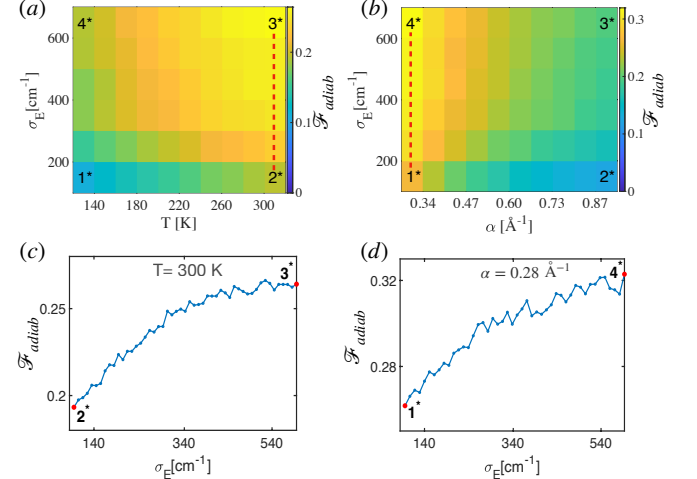 (a)
4*
3*
1*
2*
600
400
200
σE[cm-1]
140
180
220
260
300
T [K]
0.2
0.1
0
ℱadiab
(b)
4*
3*
1*
2*
600
400
200
σE[cm-1]
0.34
0.47
0.60
0.73
0.87
α [Å-1]
0.3
0.2
0.1
0
ℱadiab
(c)
T= 300 K
3*
2*
0.25
0.2
ℱadiab
140
340
540
σE[cm-1]
(d)
α = 0.28 Å-1
4*
1*
0.32
0.28
ℱadiab
140
340
540
σE[cm-1]